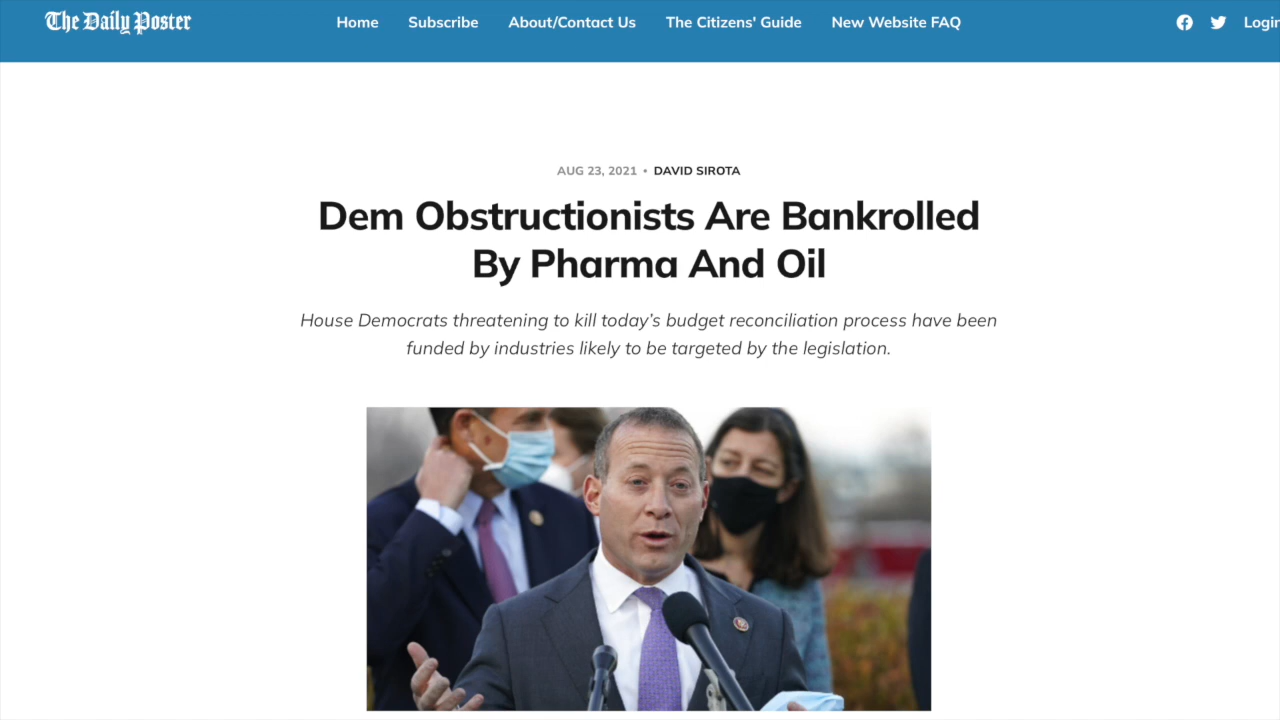 The Daily Poster
Home Subscribe About/Contact Us The Citizens' Guide New Website FAQ Login
AUG 23, 2021 • DAVID SIROTA
Dem Obstructionists Are Bankrolled
By Pharma And Oil
House Democrats threatening to kill today’s budget reconciliation process have been
funded by industries likely to be targeted by the legislation.